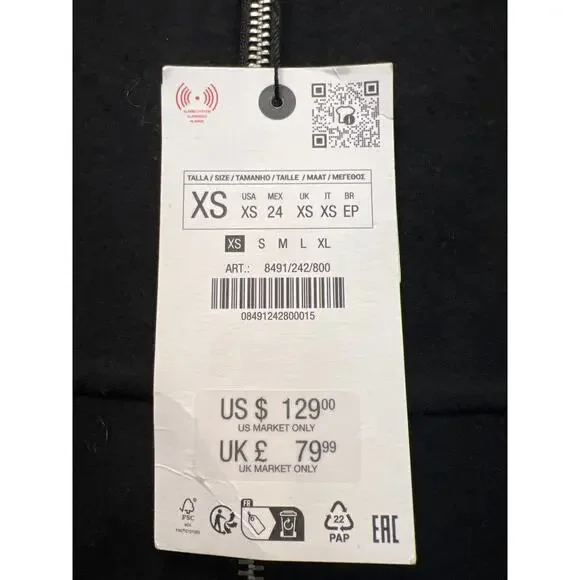 TALLA / SIZE / TAMANHO / TAILLE / MAAT / ΜΕΓΕΘΟΣ
XS
USA MEX UK IT BR
XS 24 XS XS EP
XS S M L XL
ART.: 8491/242/800
08491242800015
US $ 12900
US MARKET ONLY
UK £ 79.99
UK MARKET ONLY
FR
FSC
22
PAP
EAC